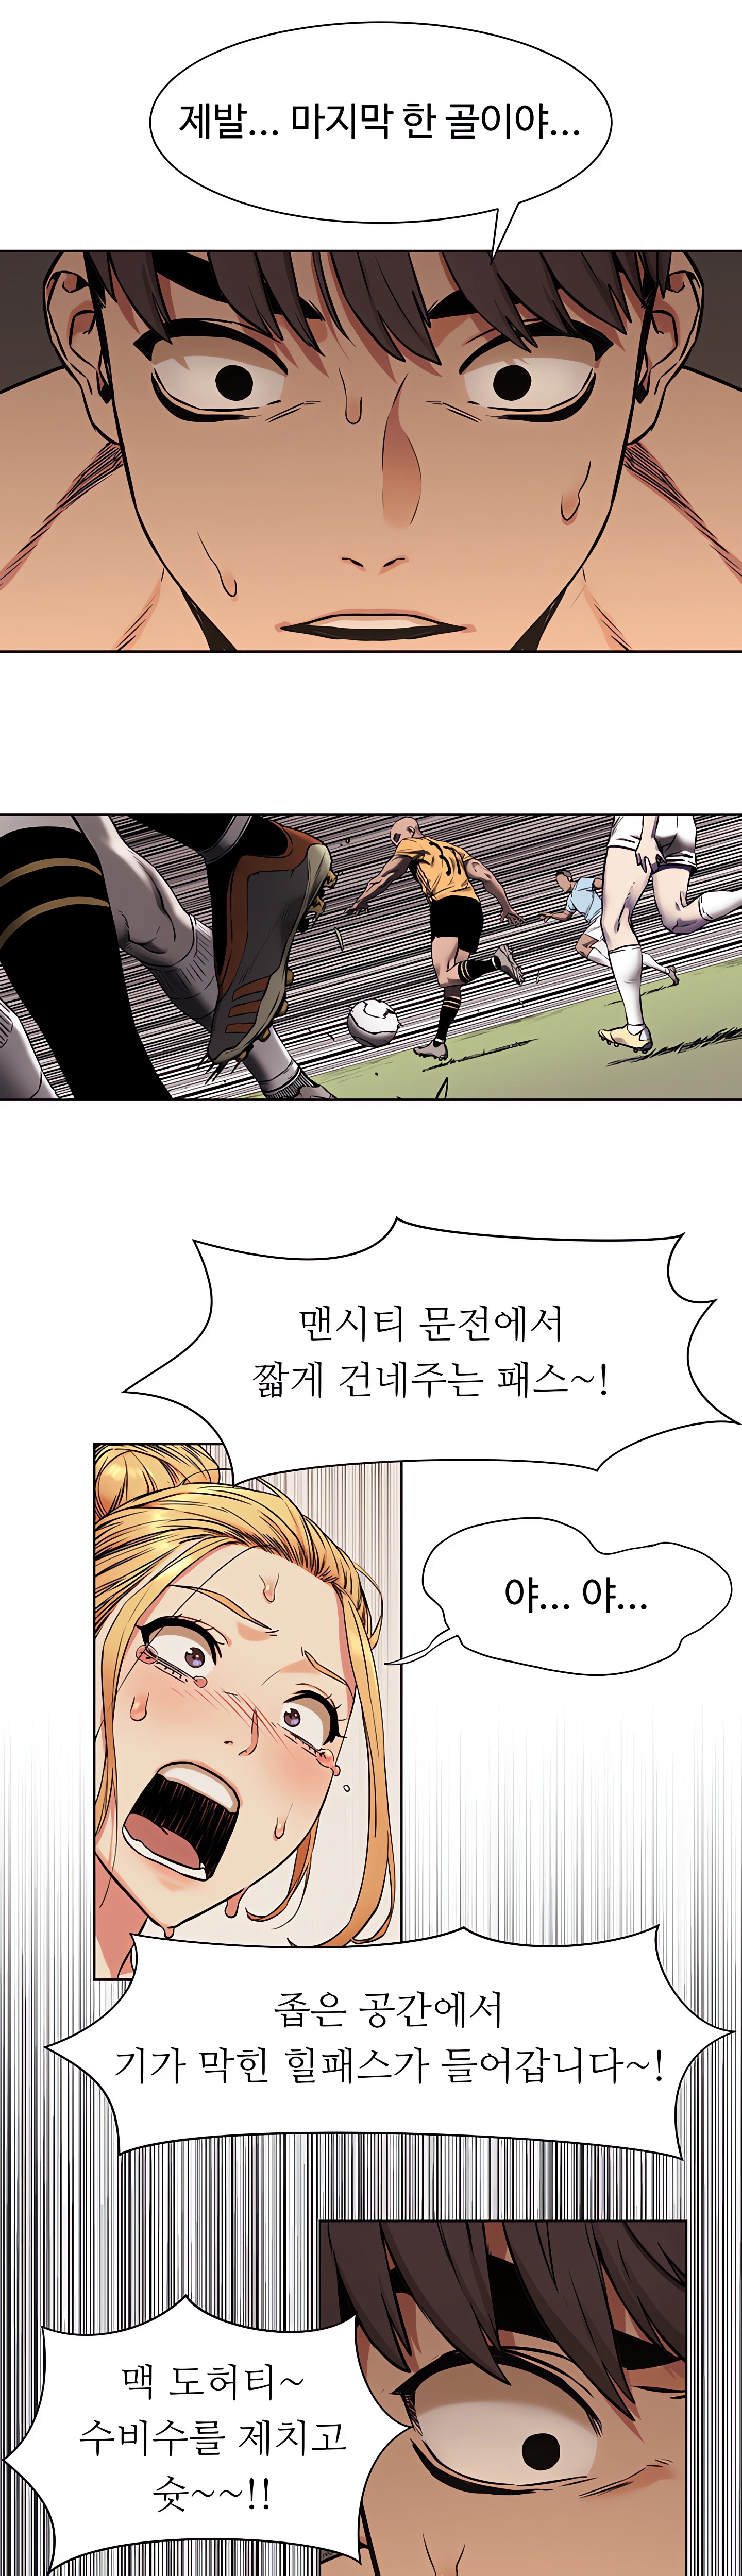 제발... 마지막 한 골이야...
맨시티 문전에서
짧게 건네주는 패스~!
야... 야...
좁은 공간에서
기가 막힌 힐패스가 들어갑니다~!
맥 도허티~
수비수를 제치고
슛~~!!